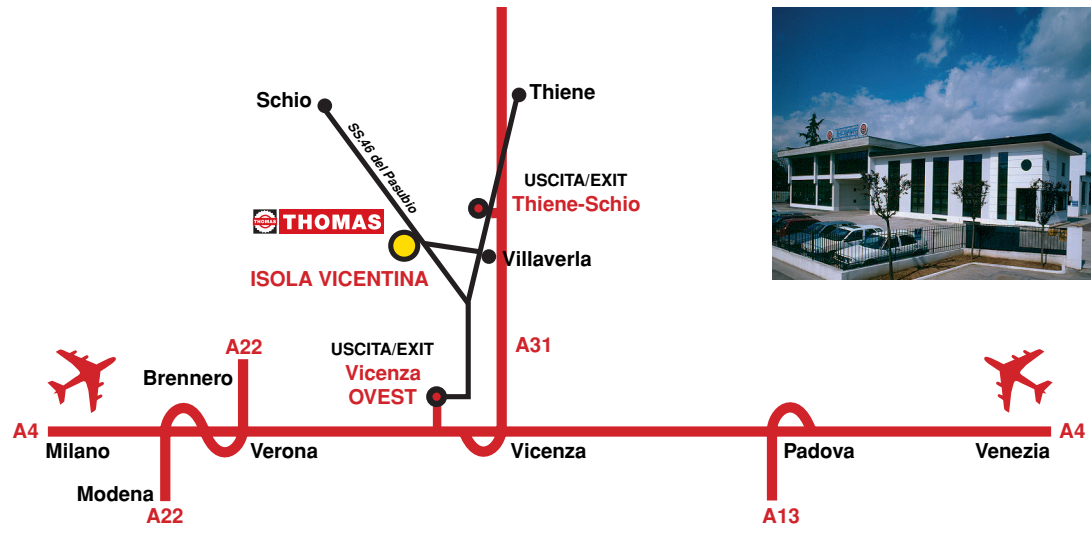 Schio
Thiene
SS.46 del Pasubio
USCITA/EXIT
Thiene-Schio
THOMAS
THOMAS
ISOLA VICENTINA
Villaverla
A31
USCITA/EXIT
Vicenza
OVEST
A22
Brennero
A4
Milano
Verona
Vicenza
Padova
Venezia
A4
Modena
A22
A13